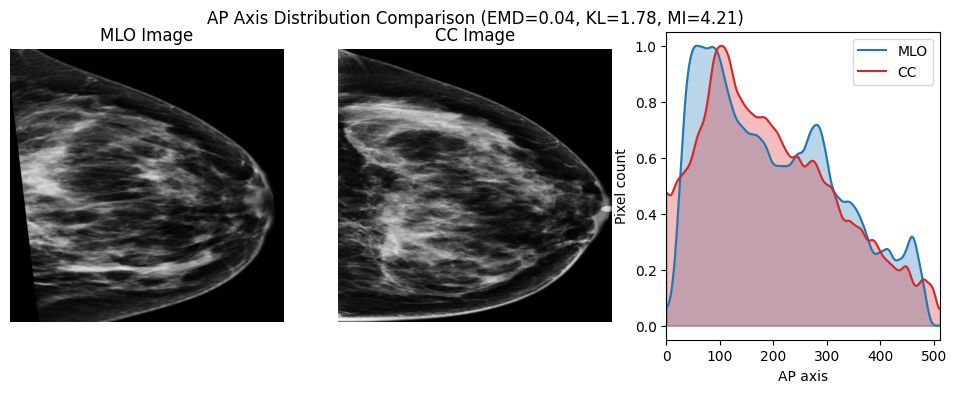 AP Axis Distribution Comparison (EMD=0.04, KL=1.78, MI=4.21)
MLO Image
CC Image
MLO
CC
Pixel count
1.0
0.8
0.6
0.4
0.2
0.0
0 100 200 300 400 500
AP axis